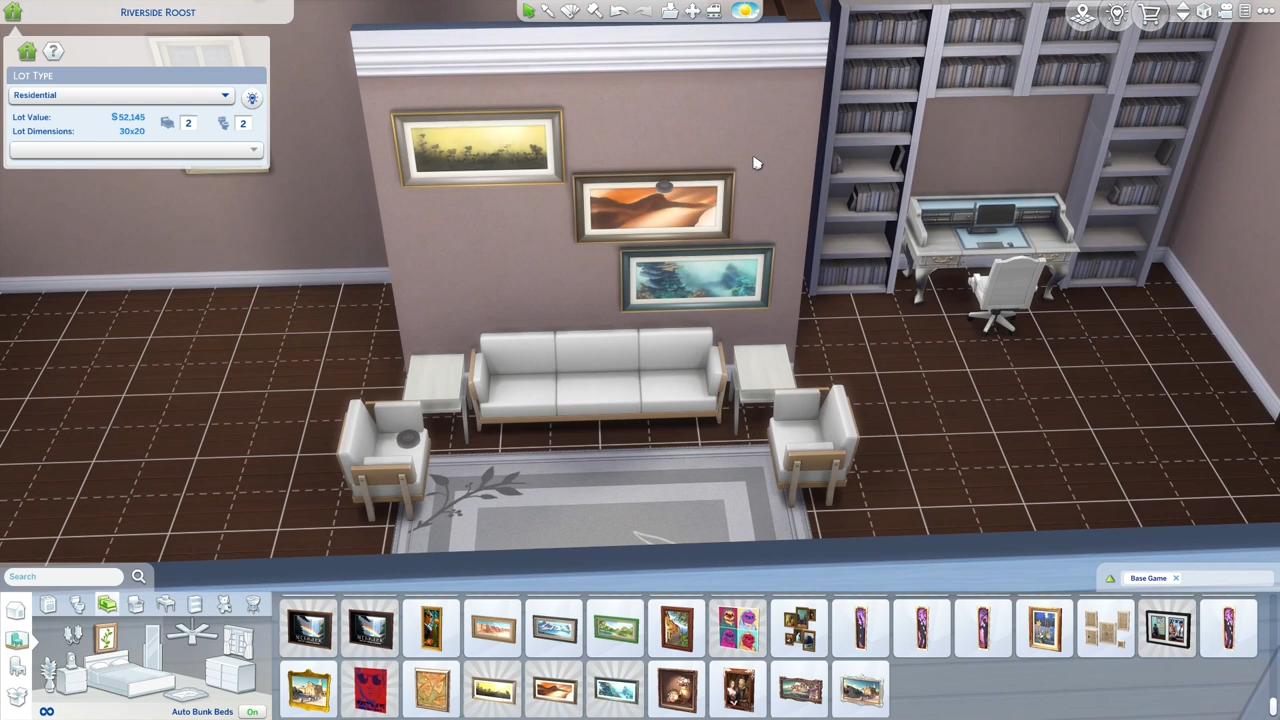 RIVERSIDE ROOST
LOT TYPE
Residential
Lot Value: §52,145
2 2
Lot Dimensions: 30x20
Search
Base Game
Auto Bunk Beds On